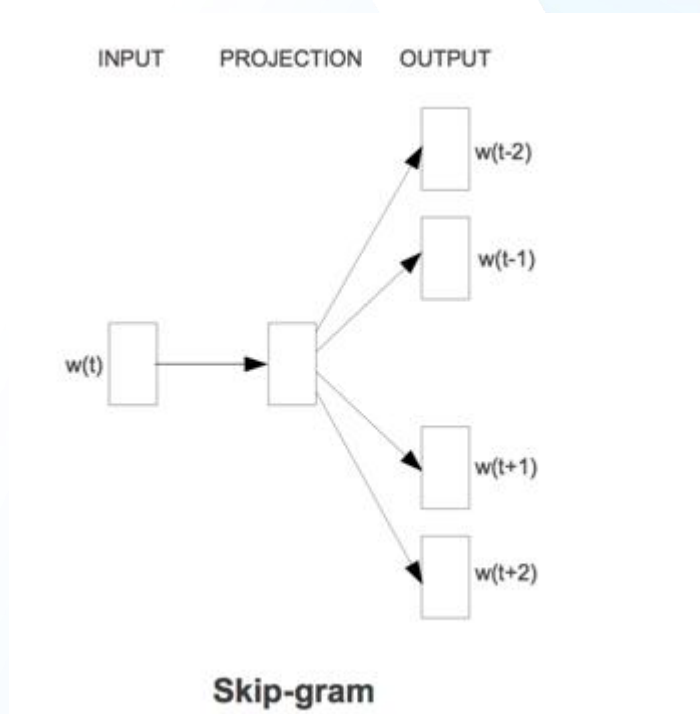 INPUT PROJECTION OUTPUT
w(t-2)
w(t-1)
w(t)
w(t+1)
w(t+2)
Skip-gram